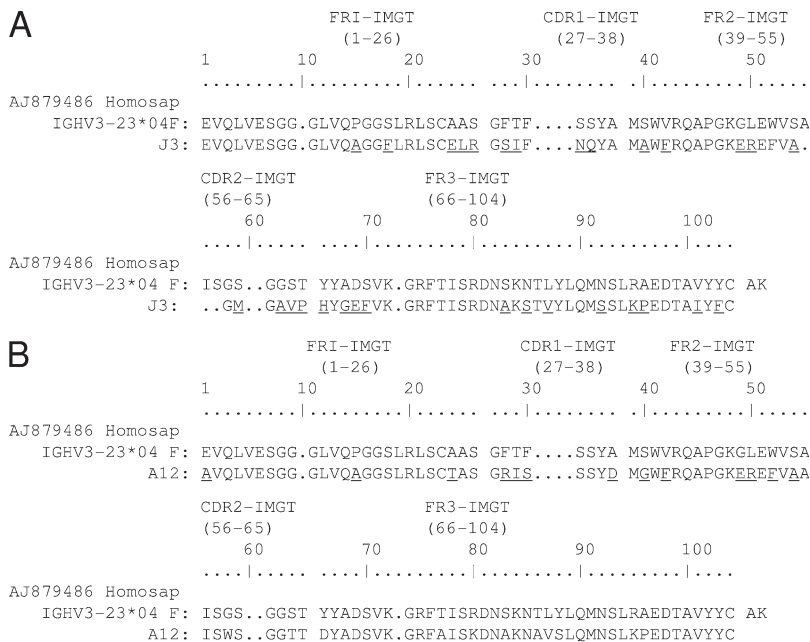 A
FRI-IMGT CDR1-IMGT FR2-IMGT
(1-26) (27-38) (39-55)
1 10 20 30 40 50
.........|.........|...... ...|........ .|.........|.....
AJ879486 Homosap
IGHV3-23*04F: EVQLVESGG.GLVQPGGSLRLSCAAS GFTF....SSYA MSWVRQAPGKGLEWVSA
J3: EVQLVESGG.GLVQAGGFLRLSCELR GSIF....NQYA MAWFRQAPGKEREFVA.
CDR2-IMGT FR3-IMGT
(56-65) (66-104)
60 70 80 90 100
....|..... ....|.........|.........|.........|....
AJ879486 Homosap
IGHV3-23*04 F: ISGS..GGST YYADSVK.GRFTISRDNSKNTLYLQMNSLRAEDTAVYYC AK
J3: ..GM..GAVP HYGEFVK.GRFTISRDNAKSTVYLQMSSLKPEDTAIYFC
B
FRI-IMGT CDR1-IMGT FR2-IMGT
(1-26) (27-38) (39-55)
1 10 20 30 40 50
.........|.........|...... ...|........ .|.........|.....
AJ879486 Homosap
IGHV3-23*04 F: EVQLVESGG.GLVQPGGSLRLSCAAS GFTF....SSYA MSWVRQAPGKGLEWVSA
A12: AVQLVESGG.GLVQAGGSLRLSCTAS GRIS....SSYD MGWFRQAPGKEREFVAA
CDR2-IMGT FR3-IMGT
(56-65) (66-104)
60 70 80 90 100
....|..... ....|.........|.........|.........|....
AJ879486 Homosap
IGHV3-23*04 F: ISGS..GGST YYADSVK.GRFTISRDNSKNTLYLQMNSLRAEDTAVYYC AK
A12: ISWS..GGTT DYADSVK.GRFAISKDNAKNAVSLQMNSLKPEDTAVYYC